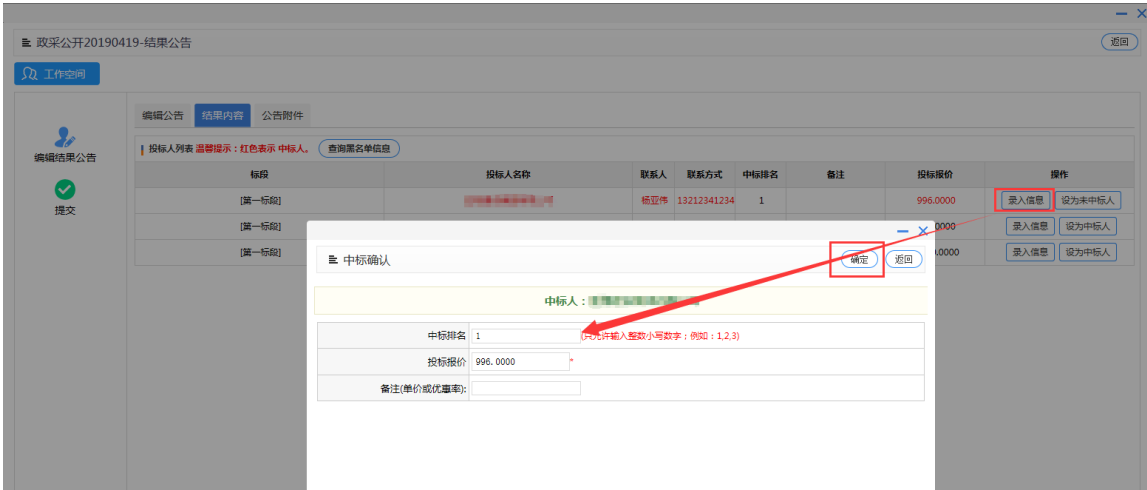 政采公开20190419-结果公告 返回
工作空间
编辑公告 结果内容 公告附件
编辑结果公告
提交
投标人列表 温馨提示：红色表示 中标人。 查询黑名单信息
标段 投标人名称 联系人 联系方式 中标排名 备注 投标报价 操作
[第一标段] 杨亚伟 13212341234 1 996.0000 录入信息 设为未中标人
[第一标段] 0000 录入信息 设为中标人
[第一标段] .0000 录入信息 设为中标人
中标确认 确定 返回
中标人：
中标排名 1 (只允许输入整数小写数字；例如：1,2,3)
投标报价 996.0000 *
备注(单价或优惠率):